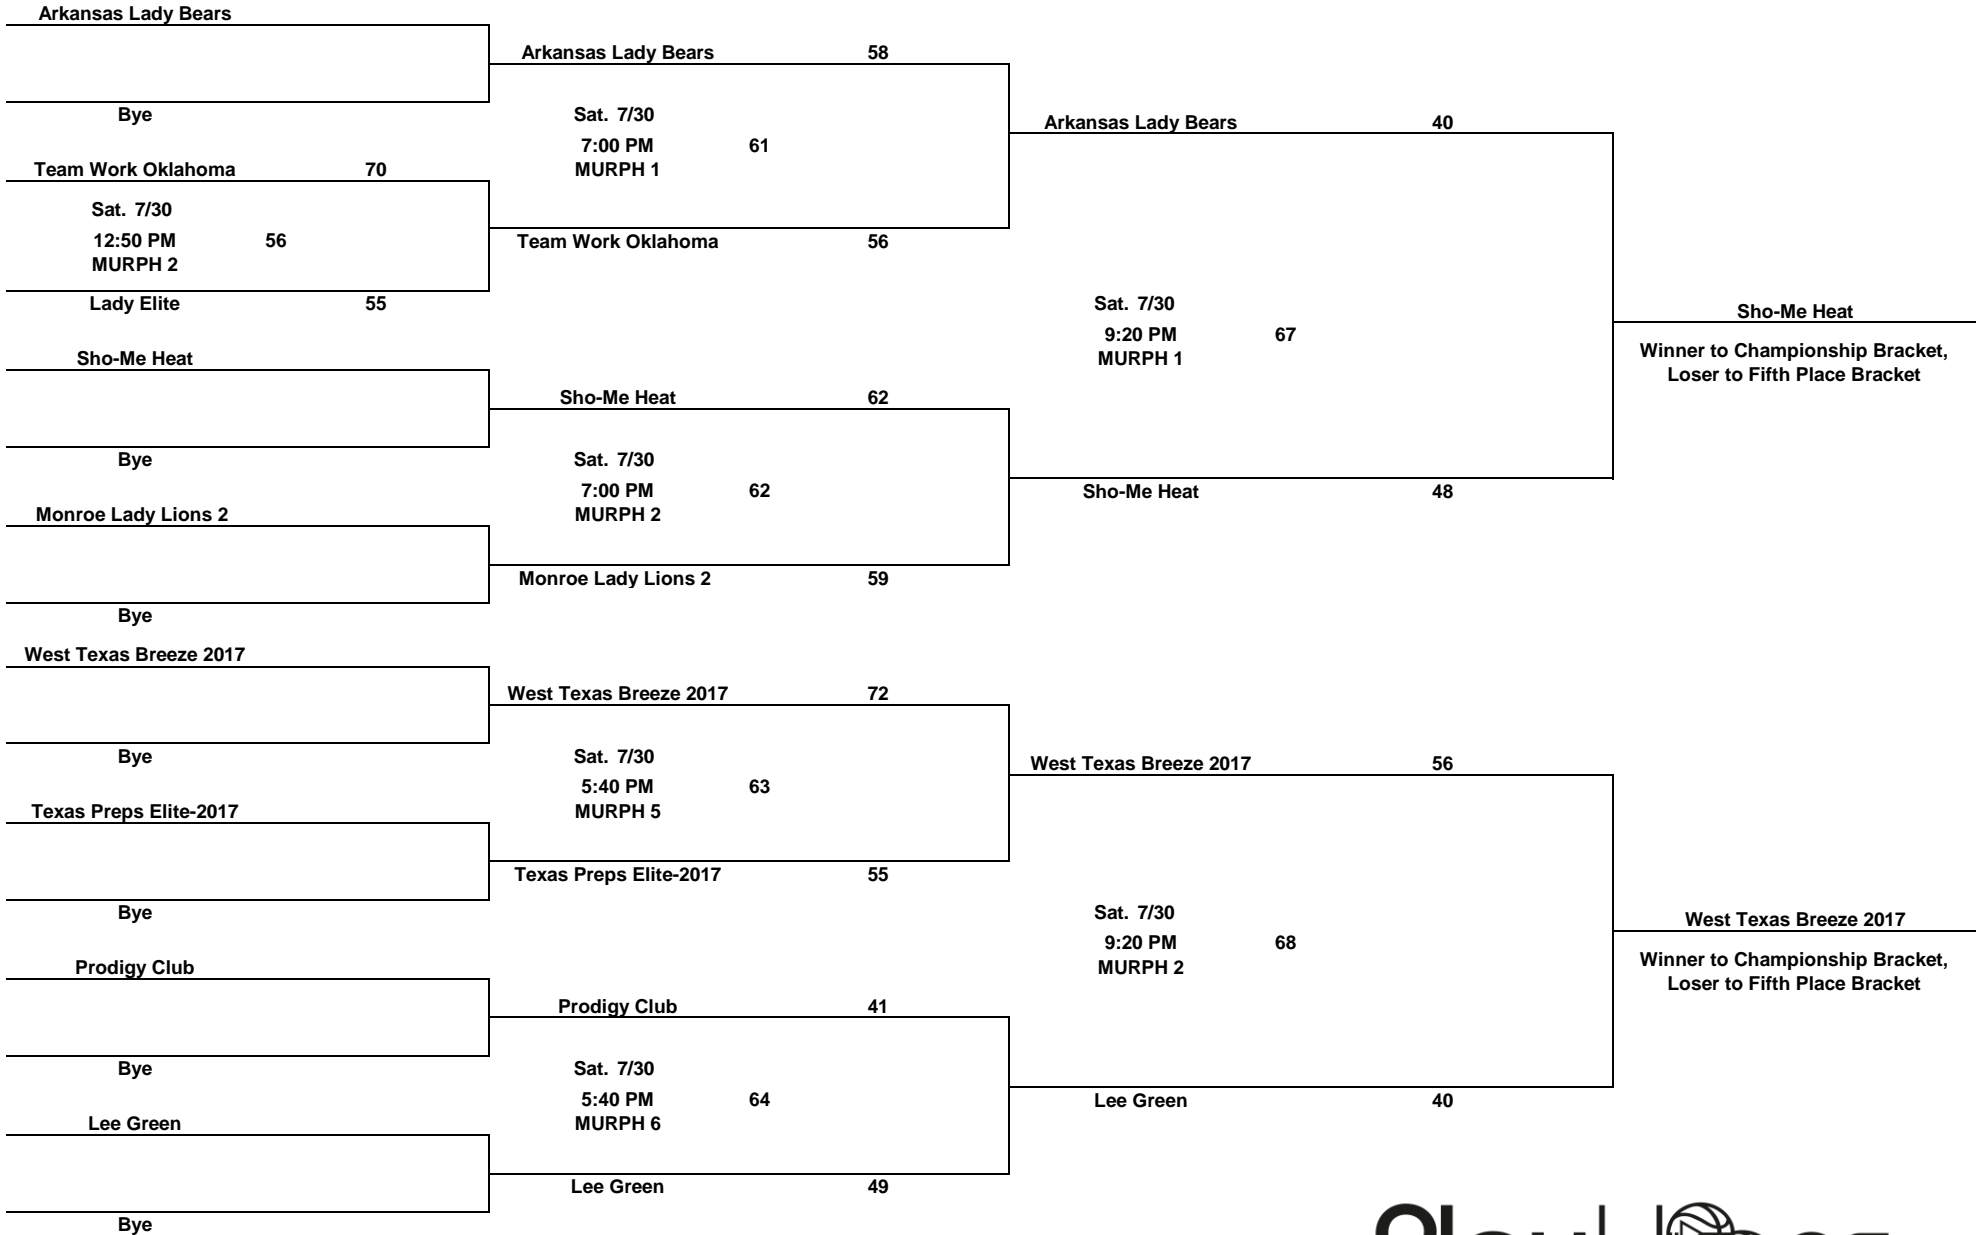 Arkansas Lady Bears
Arkansas Lady Bears 58
Bye
Sat. 7/30
Arkansas Lady Bears 40
7:00 PM 61
Team Work Oklahoma 70
MURPH 1
Sat. 7/30
12:50 PM 56
Team Work Oklahoma 56
MURPH 2
Lady Elite 55
Sat. 7/30
Sho-Me Heat
9:20 PM 67
Sho-Me Heat
MURPH 1
Winner to Championship Bracket,
Loser to Fifth Place Bracket
Sho-Me Heat 62
Bye
Sat. 7/30
7:00 PM 62
Sho-Me Heat 48
Monroe Lady Lions 2
MURPH 2
Monroe Lady Lions 2 59
Bye
West Texas Breeze 2017
West Texas Breeze 2017 72
Bye
Sat. 7/30
West Texas Breeze 2017 56
5:40 PM 63
Texas Preps Elite-2017
MURPH 5
Texas Preps Elite-2017 55
Bye
Sat. 7/30
West Texas Breeze 2017
9:20 PM 68
Prodigy Club
MURPH 2
Winner to Championship Bracket,
Loser to Fifth Place Bracket
Prodigy Club 41
Bye
Sat. 7/30
5:40 PM 64
Lee Green 40
Lee Green
MURPH 6
Lee Green 49
Bye